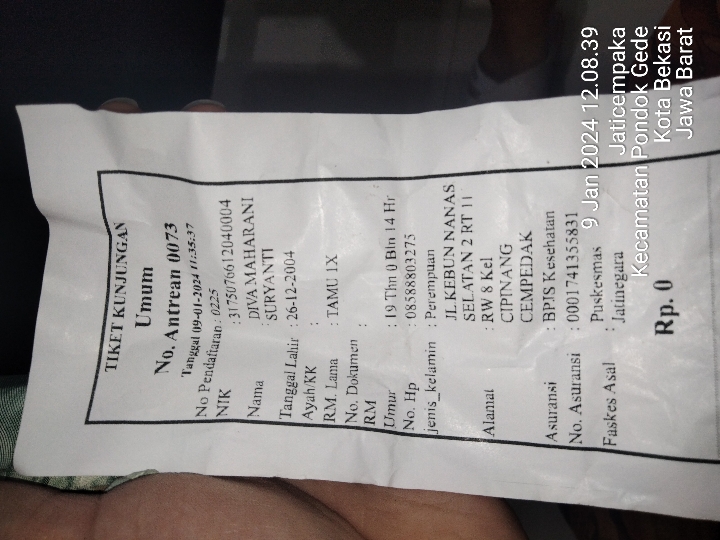 TIKET KUNJUNGAN
Umum
No. Antrean 0073
Tanggal 09-01-2024 11:35:37
No Pendaftaran : 0225
NIK : 3175076612040004
Nama : DIVA MAHARANI
SURYANTI
Tanggal Lahir : 26-12-2004
Ayah/KK :
RM. Lama : TAMU 1X
No. Dokumen :
RM
Umur : 19 Thn 0 Bln 14 Hr
No. Hp : 08588803275
jenis_kelamin : Perempuan
JL. KEBUN NANAS
SELATAN 2 RT 11
Alamat : RW 8 Kel
CIPINANG
CEMPEDAK
Asuransi : BPJS Kesehatan
No. Asuransi : 0001741355831
Faskes Asal : Puskesmas
Jatinegara
Rp. 0
9 Jan 2024 12.08.39
Jaticempaka
Kecamatan Pondok Gede
Kota Bekasi
Jawa Barat